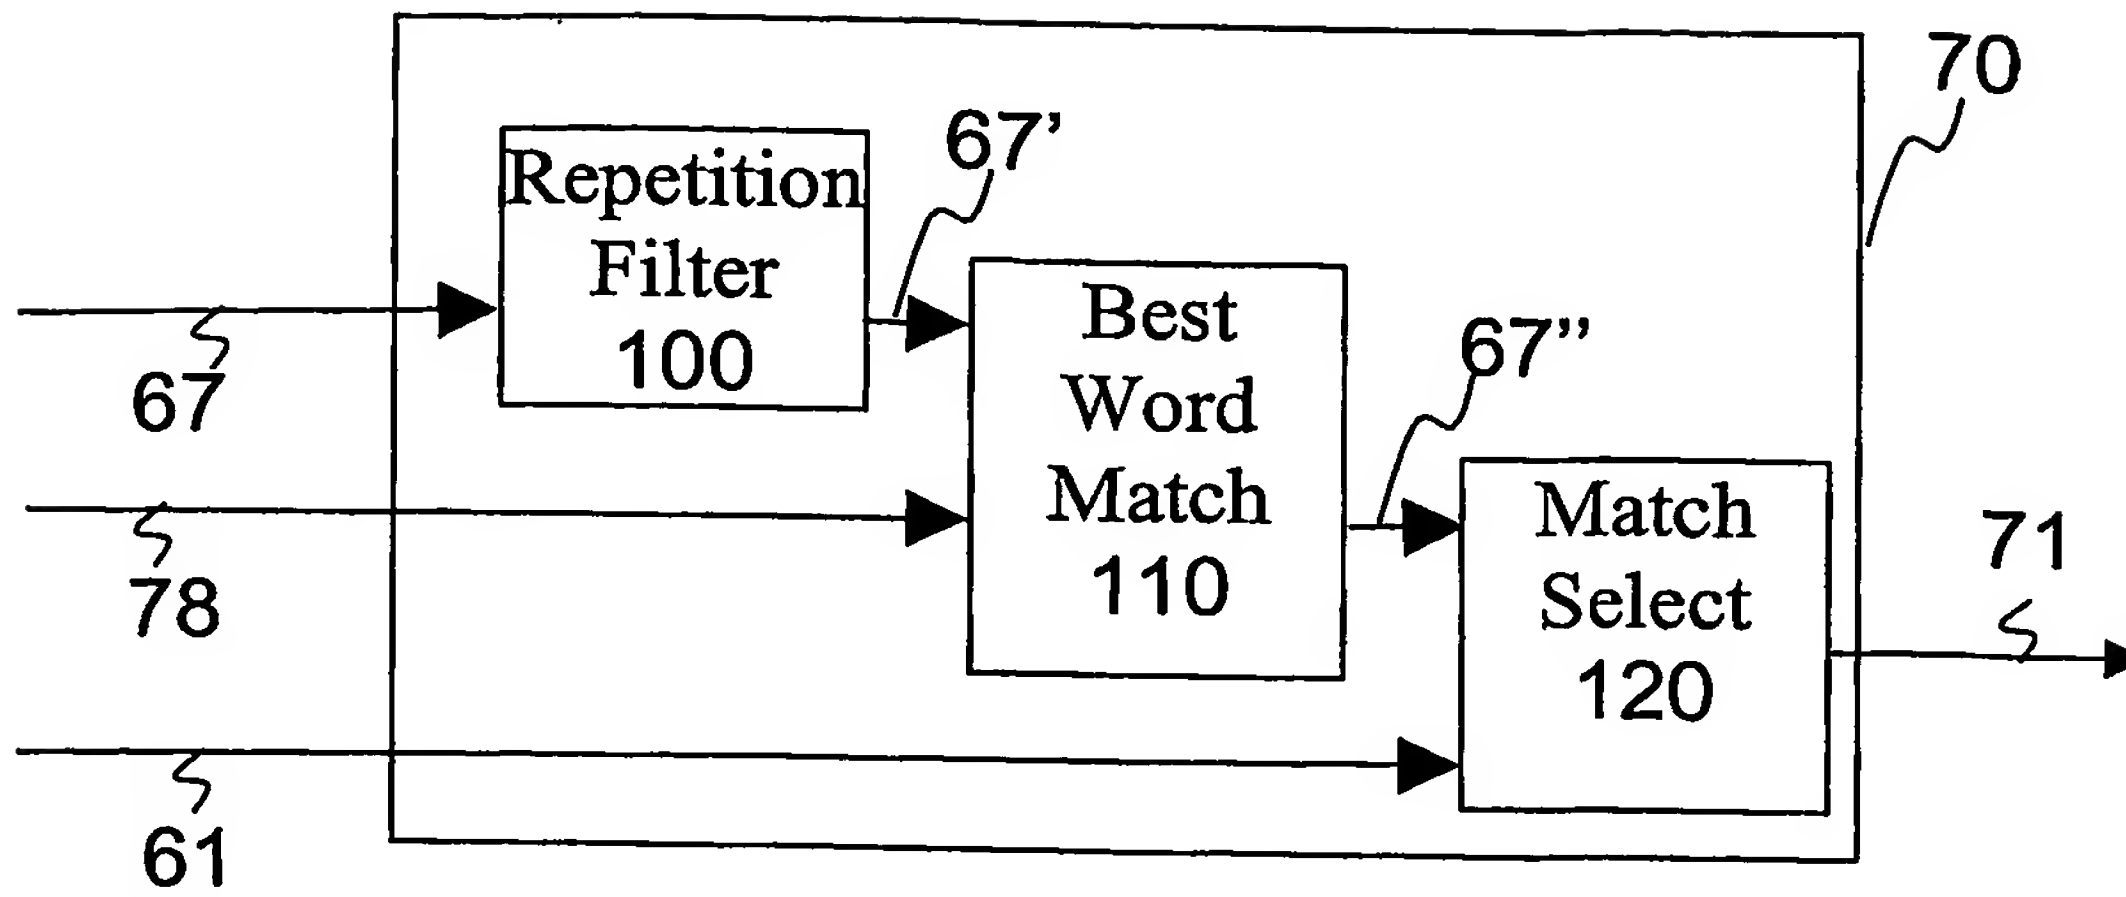 70
67’
Repetition
Filter
100
67
Best
Word
Match
110
67’’
78
Match
Select
120
71
61